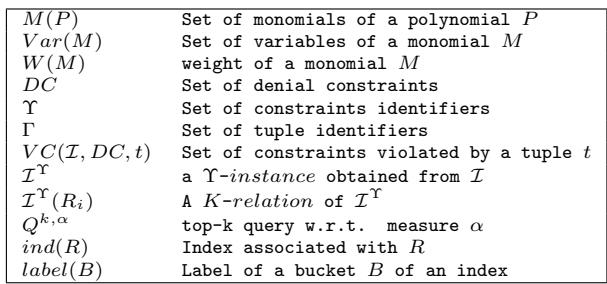 M(P) Set of monomials of a polynomial P
Var(M) Set of variables of a monomial M
W(M) weight of a monomial M
DC Set of denial constraints
ϒ Set of constraints identifiers
Γ Set of tuple identifiers
VC(ℐ, DC, t) Set of constraints violated by a tuple t
ℐ^ϒ a ϒ-instance obtained from ℐ
ℐ^ϒ(R_i) A K-relation of ℐ^ϒ
Q^{k,α} top-k query w.r.t. measure α
ind(R) Index associated with R
label(B) Label of a bucket B of an index